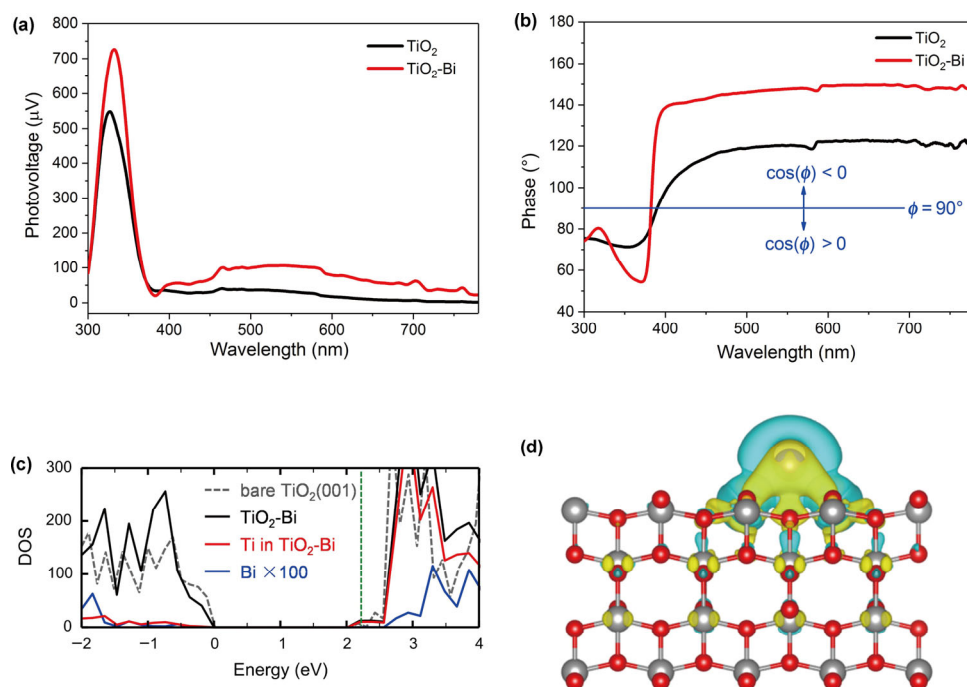 (a)
TiO₂
TiO₂-Bi
Photovoltage (μV)
800
700
600
500
400
300
200
100
0
300
400
500
600
700
Wavelength (nm)
(b)
TiO₂
TiO₂-Bi
Phase (°)
160
140
120
100
80
60
40
cos(ϕ) < 0
ϕ = 90°
cos(ϕ) > 0
300
400
500
600
700
Wavelength (nm)
(c)
bare TiO₂(001)
TiO₂-Bi
Ti in TiO₂-Bi
Bi ×100
DOS
300
200
100
0
−2
−1
0
1
2
3
4
Energy (eV)
(d)